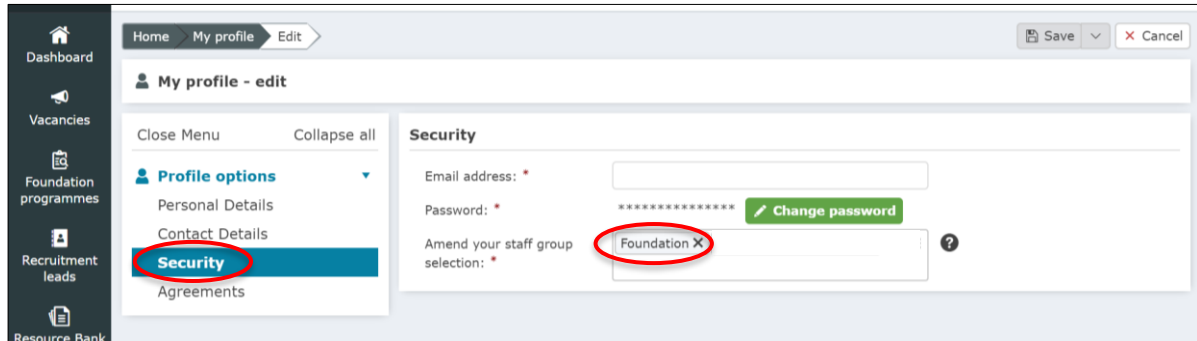 Dashboard
Vacancies
Foundation
programmes
Recruitment
leads
Resource Bank
Home My profile Edit
Save Cancel
My profile - edit
Close Menu Collapse all
Profile options
Personal Details
Contact Details
Security
Agreements
Security
Email address: *
Password: * *************** Change password
Amend your staff group
selection: *
Foundation X
?